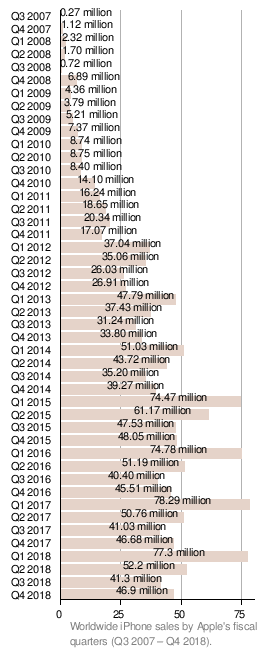 Q3 2007 0.27 million
Q4 2007 1.12 million
Q1 2008 2.32 million
Q2 2008 1.70 million
Q3 2008 0.72 million
Q4 2008 6.89 million
Q1 2009 4.36 million
Q2 2009 3.79 million
Q3 2009 5.21 million
Q4 2009 7.37 million
Q1 2010 8.74 million
Q2 2010 8.75 million
Q3 2010 8.40 million
Q4 2010 14.10 million
Q1 2011 16.24 million
Q2 2011 18.65 million
Q3 2011 20.34 million
Q4 2011 17.07 million
Q1 2012 37.04 million
Q2 2012 35.06 million
Q3 2012 26.03 million
Q4 2012 26.91 million
Q1 2013 47.79 million
Q2 2013 37.43 million
Q3 2013 31.24 million
Q4 2013 33.80 million
Q1 2014 51.03 million
Q2 2014 43.72 million
Q3 2014 35.20 million
Q4 2014 39.27 million
Q1 2015 74.47 million
Q2 2015 61.17 million
Q3 2015 47.53 million
Q4 2015 48.05 million
Q1 2016 74.78 million
Q2 2016 51.19 million
Q3 2016 40.40 million
Q4 2016 45.51 million
Q1 2017 78.29 million
Q2 2017 50.76 million
Q3 2017 41.03 million
Q4 2017 46.68 million
Q1 2018 77.3 million
Q2 2018 52.2 million
Q3 2018 41.3 million
Q4 2018 46.9 million
0 25 50 75
Worldwide iPhone sales by Apple's fiscal
quarters (Q3 2007 – Q4 2018).